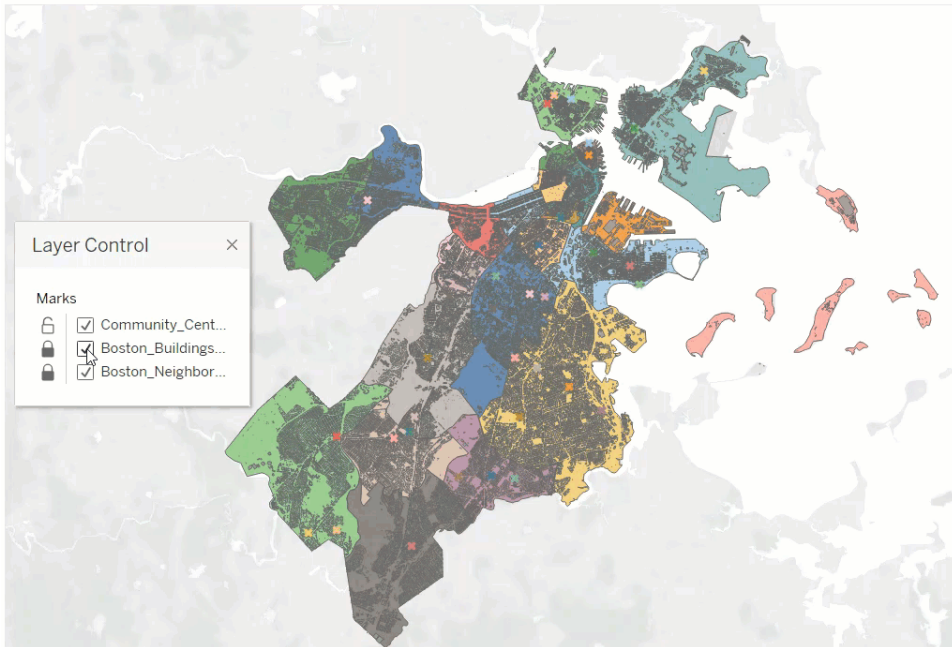 Layer Control
Marks
Community_Cent...
Boston_Buildings...
Boston_Neighbor...